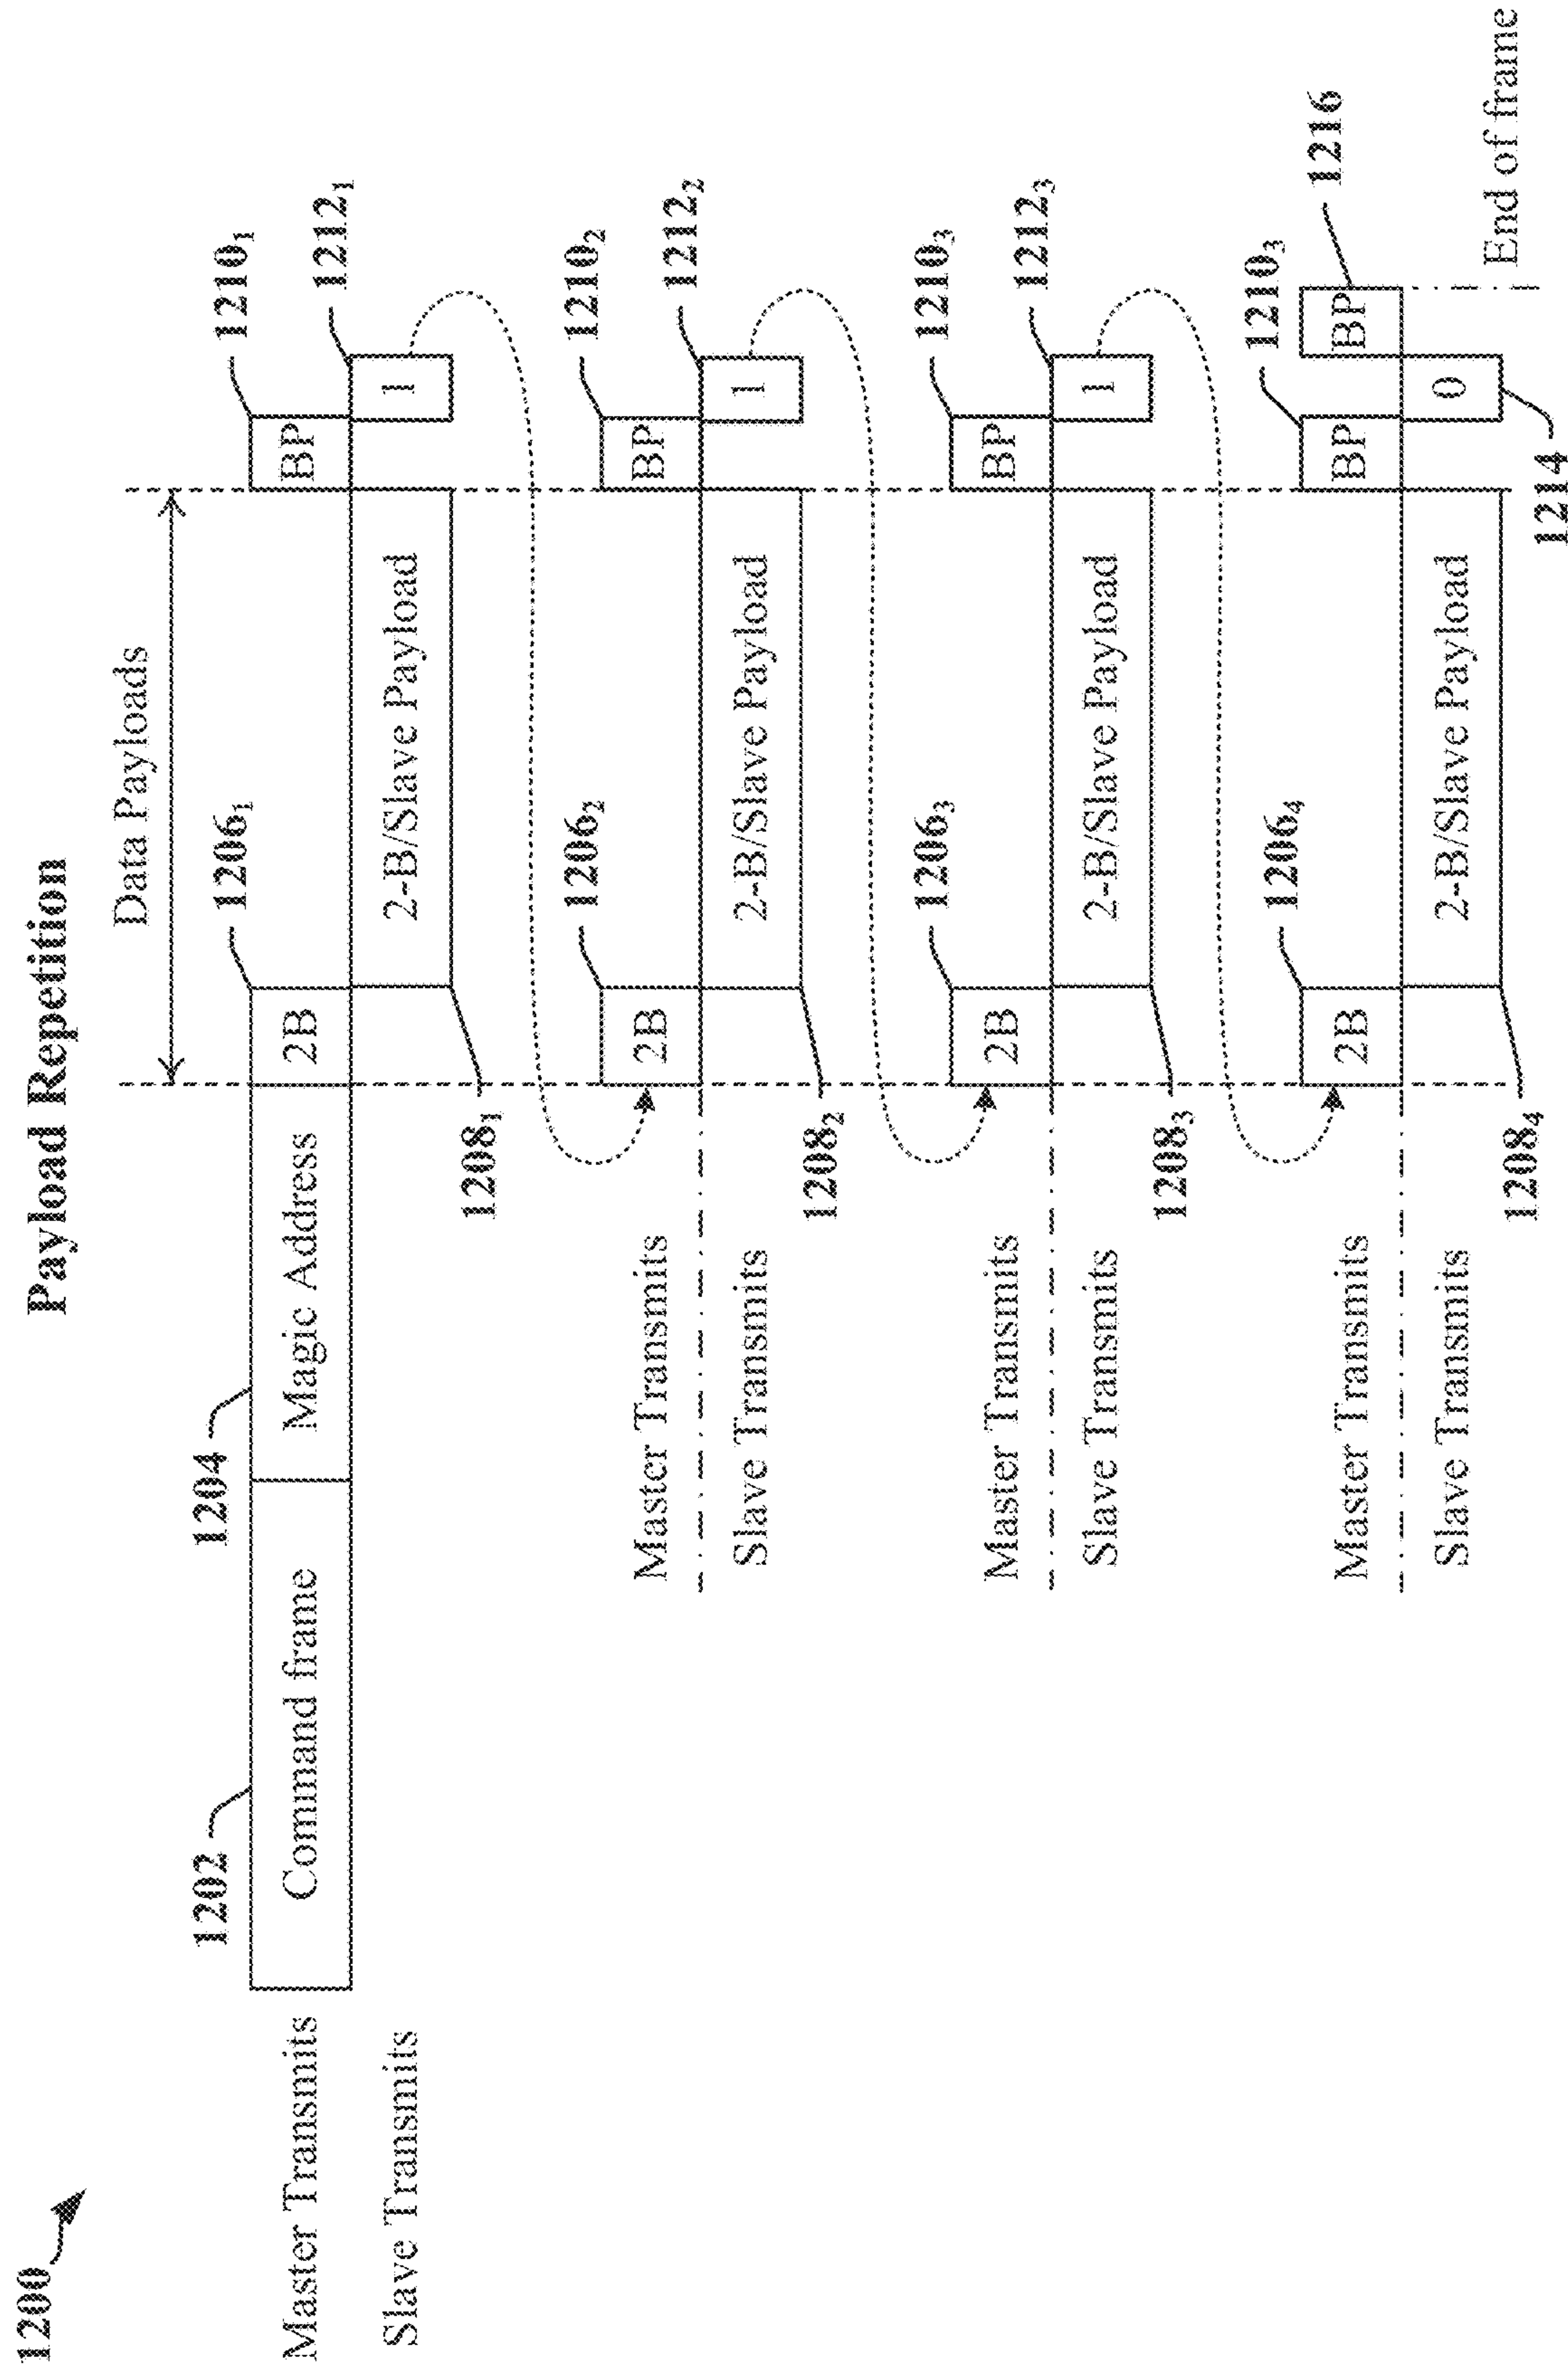 1200
Payload Repetition
Data Payloads
1202
1204
1206₁
1210₁
1212₁
Master Transmits
Command frame
Magic Address
2B
BP
Slave Transmits
2-B/Slave Payload
1
1208₁
1206₂
1210₂
1212₂
Master Transmits
2B
BP
Slave Transmits
2-B/Slave Payload
1
1208₂
1206₃
1210₃
1212₃
Master Transmits
2B
BP
Slave Transmits
2-B/Slave Payload
1
1208₃
1206₄
1210₃
1216
Master Transmits
2B
BP
BP
Slave Transmits
2-B/Slave Payload
0
1208₄
1214
End of frame